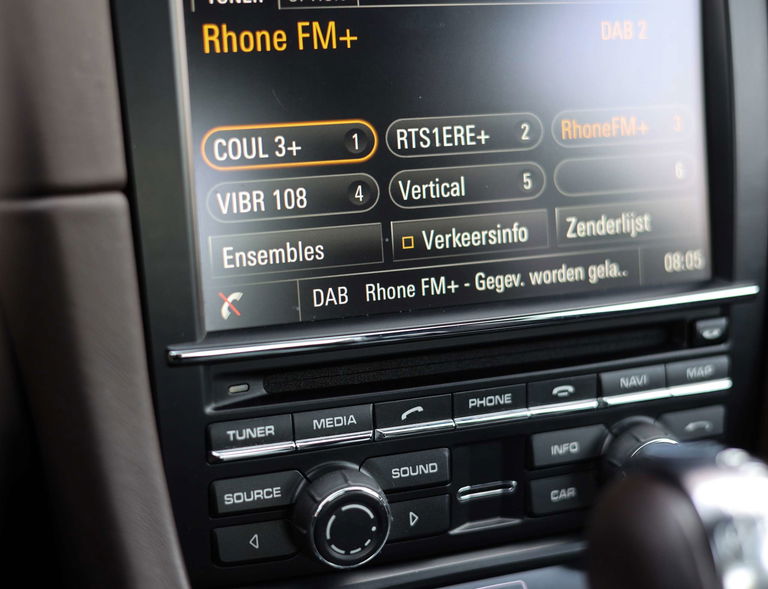 TUNER OPTION
Rhone FM+ DAB 2
COUL 3+ 1 RTS1ERE+ 2 RhoneFM+ 3
VIBR 108 4 Vertical 5 6
Ensembles Verkeersinfo Zenderlijst
DAB Rhone FM+ - Gegev. worden gela.. 08:05
TUNER MEDIA PHONE NAVI MAP
SOURCE SOUND INFO
CAR